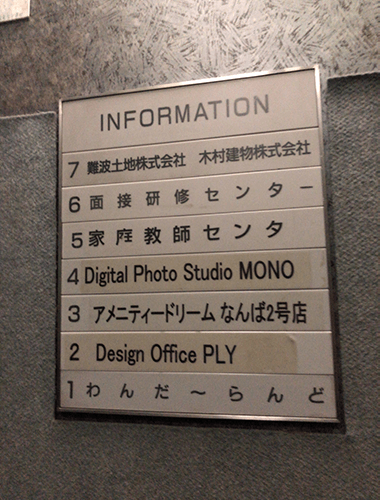 INFORMATION
7 難波土地株式会社 木村建物株式会社
6 面接研修センター
5 家庭教師センタ
4 Digital Photo Studio MONO
3 アメニティードリーム なんば2号店
2 Design Office PLY
1 わんだ〜らんど